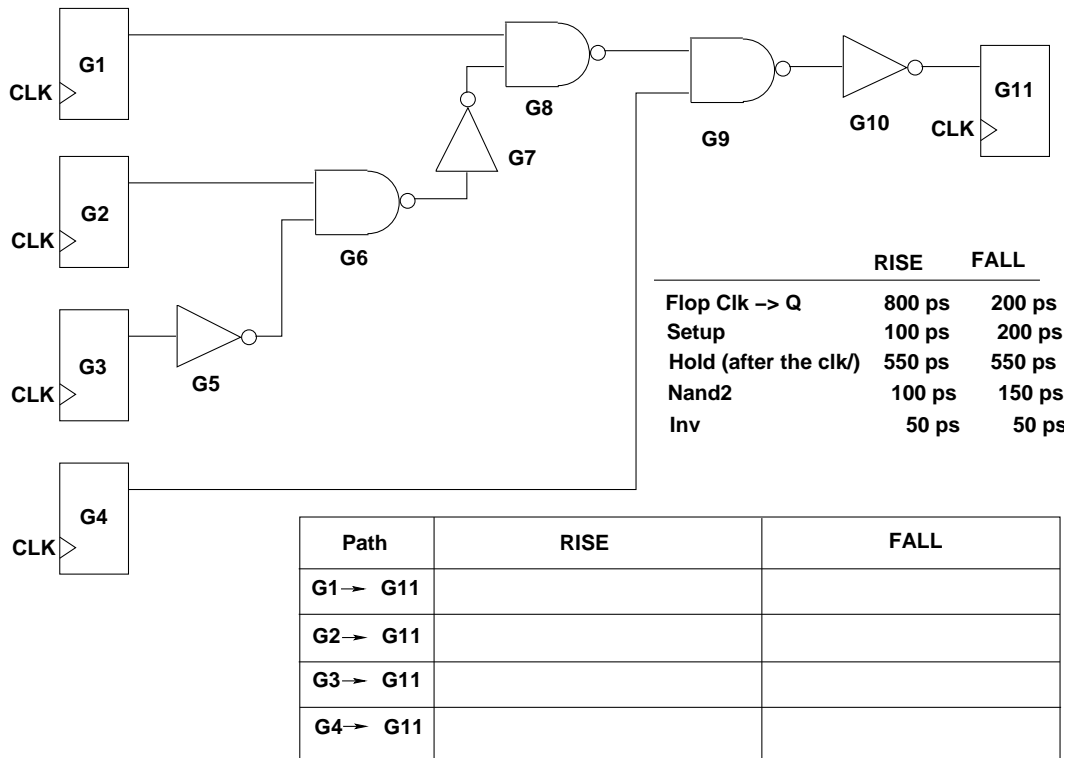 G1
CLK
G8
G9
G10
G11
CLK
G7
G2
CLK
G6
G3
CLK
G5
G4
CLK
RISE FALL
Flop Clk −> Q 800 ps 200 ps
Setup 100 ps 200 ps
Hold (after the clk/) 550 ps 550 ps
Nand2 100 ps 150 ps
Inv 50 ps 50 ps
Path RISE FALL
G1→ G11
G2→ G11
G3→ G11
G4→ G11